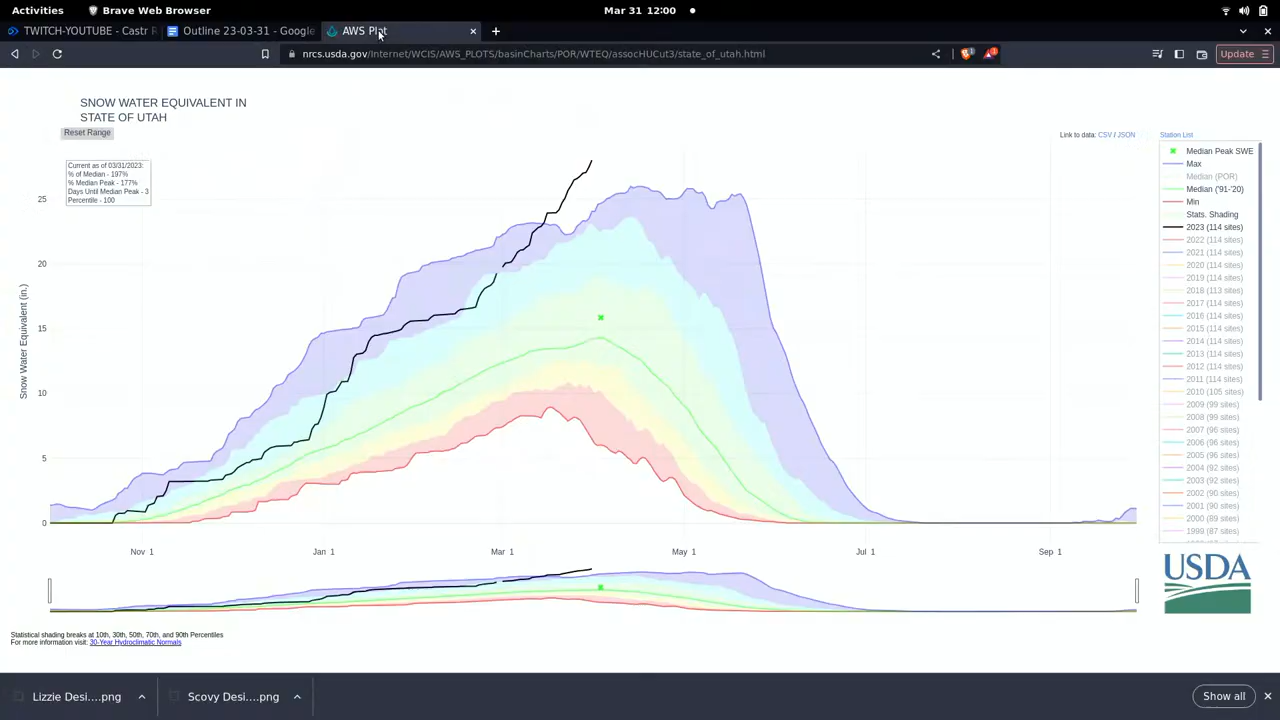 Activities
Brave Web Browser
Mar 31 12:00
TWITCH-YOUTUBE - Castr R
Outline 23-03-31 - Google
AWS Plot
nrcs.usda.gov/Internet/WCIS/AWS_PLOTS/basinCharts/POR/WTEQ/assocHUCut3/state_of_utah.html
Update
SNOW WATER EQUIVALENT IN
STATE OF UTAH
Reset Range
Link to data: CSV / JSON
Station List
Current as of 03/31/2023:
% of Median - 197%
% Median Peak - 177%
Days Until Median Peak - 3
Percentile - 100
Snow Water Equivalent (in.)
25
20
15
10
5
0
Nov 1
Jan 1
Mar 1
May 1
Jul 1
Sep 1
Median Peak SWE
Max
Median (POR)
Median ('91-'20)
Min
Stats. Shading
2023 (114 sites)
2022 (114 sites)
2021 (114 sites)
2020 (114 sites)
2019 (114 sites)
2018 (113 sites)
2017 (114 sites)
2016 (114 sites)
2015 (114 sites)
2014 (114 sites)
2013 (114 sites)
2012 (114 sites)
2011 (114 sites)
2010 (105 sites)
2009 (99 sites)
2008 (99 sites)
2007 (96 sites)
2006 (96 sites)
2005 (96 sites)
2004 (92 sites)
2003 (92 sites)
2002 (90 sites)
2001 (90 sites)
2000 (89 sites)
1999 (87 sites)
USDA
Statistical shading breaks at 10th, 30th, 50th, 70th, and 90th Percentiles
For more information visit: 30-Year Hydroclimatic Normals
Lizzie Desi....png
Scovy Desi....png
Show all